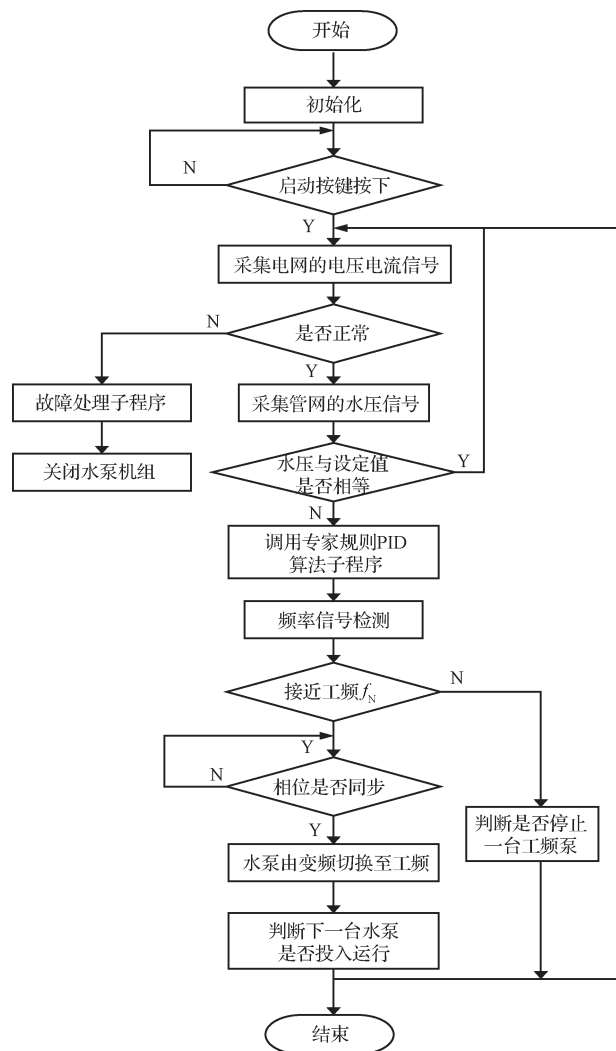 开始
初始化
N
启动按键按下
Y
采集电网的电压电流信号
N
是否正常
Y
故障处理子程序
采集管网的水压信号
关闭水泵机组
水压与设定值
是否相等
Y
N
调用专家规则PID
算法子程序
频率信号检测
接近工频fN
N
Y
N
相位是否同步
判断是否停止
一台工频泵
Y
水泵由变频切换至工频
判断下一台水泵
是否投入运行
结束